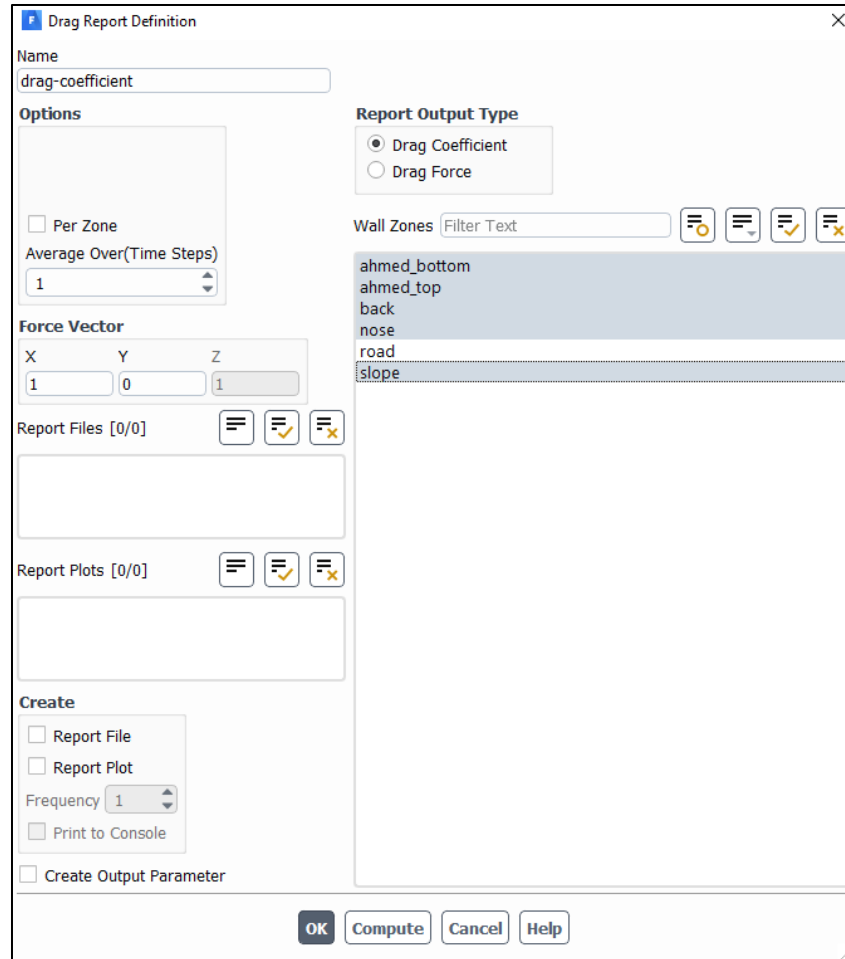 F Drag Report Definition
Name
drag-coefficient
Options
Per Zone
Average Over(Time Steps)
1
Force Vector
X Y Z
1 0 1
Report Files [0/0]
Report Plots [0/0]
Create
Report File
Report Plot
Frequency 1
Print to Console
Create Output Parameter
Report Output Type
Drag Coefficient
Drag Force
Wall Zones Filter Text
ahmed_bottom
ahmed_top
back
nose
road
slope
OK Compute Cancel Help